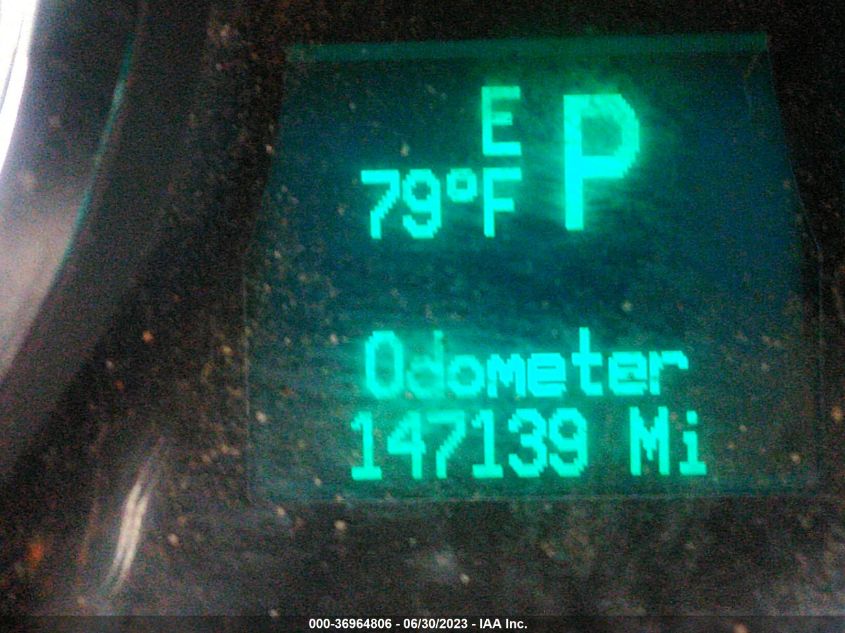 E P
79°F
Odometer
147139 Mi
000-36964806 - 06/30/2023 - IAA Inc.